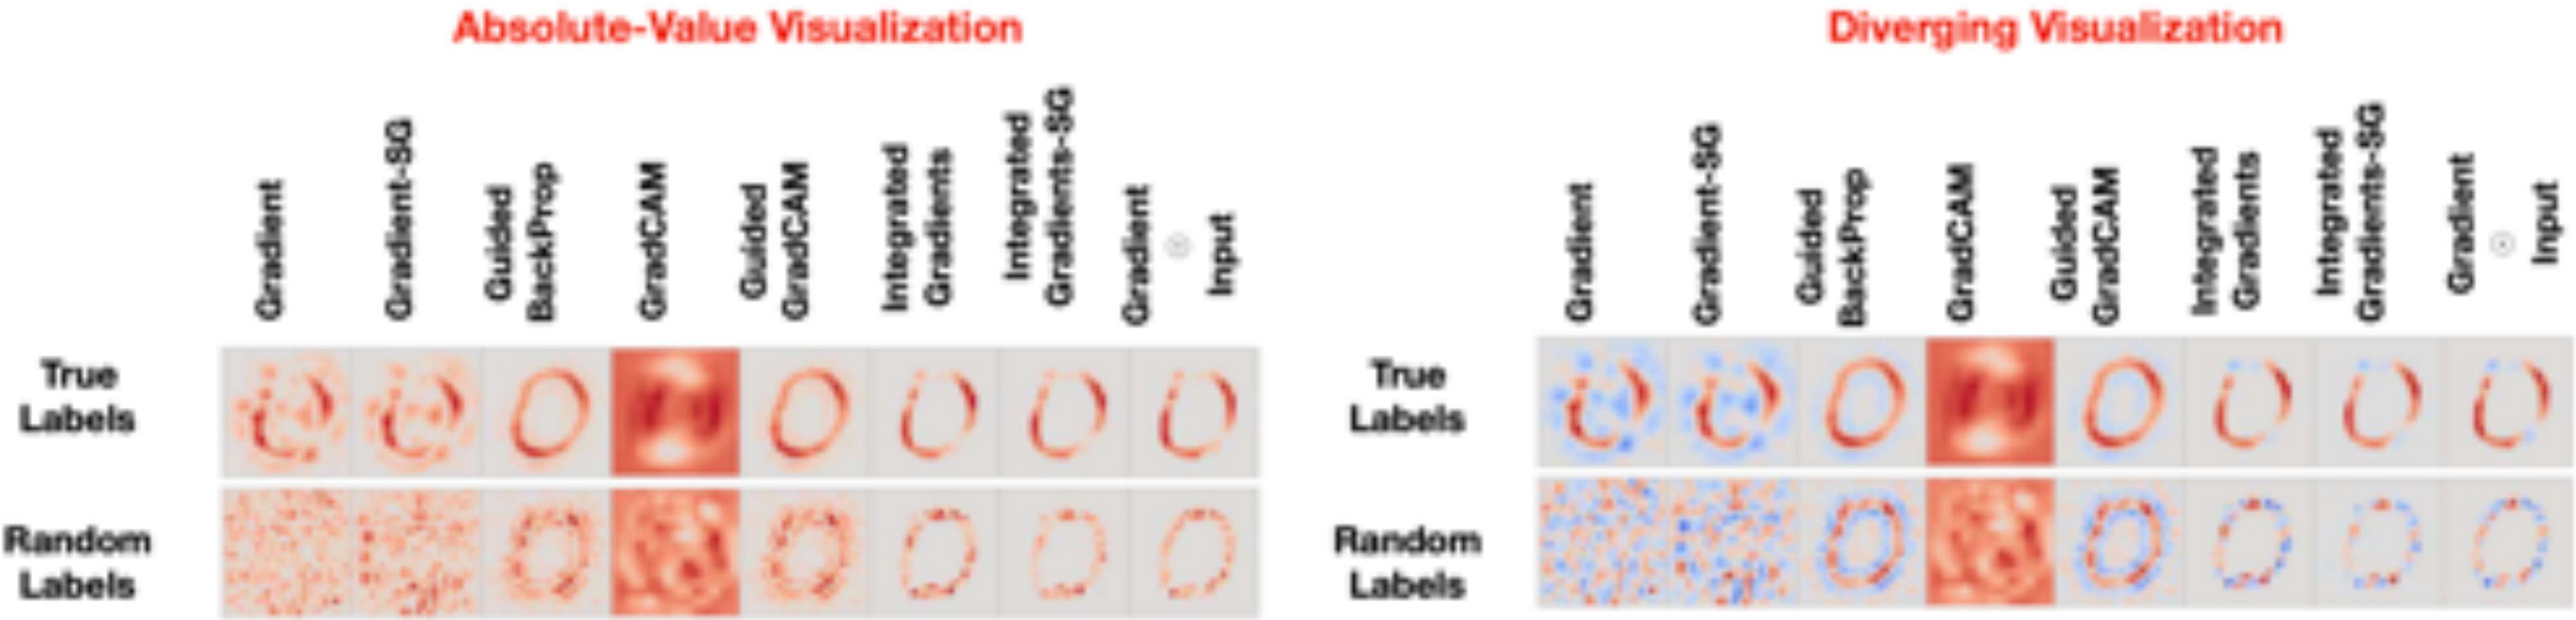 Absolute-Value Visualization
Gradient
Gradient-SG
Guided
BackProp
GradCAM
Guided
GradCAM
Integrated
Gradients
Integrated
Gradients-SG
Gradient
⊙
Input
True
Labels
Random
Labels
Diverging Visualization
Gradient
Gradient-SG
Guided
BackProp
GradCAM
Guided
GradCAM
Integrated
Gradients
Integrated
Gradients-SG
Gradient
⊙
Input
True
Labels
Random
Labels